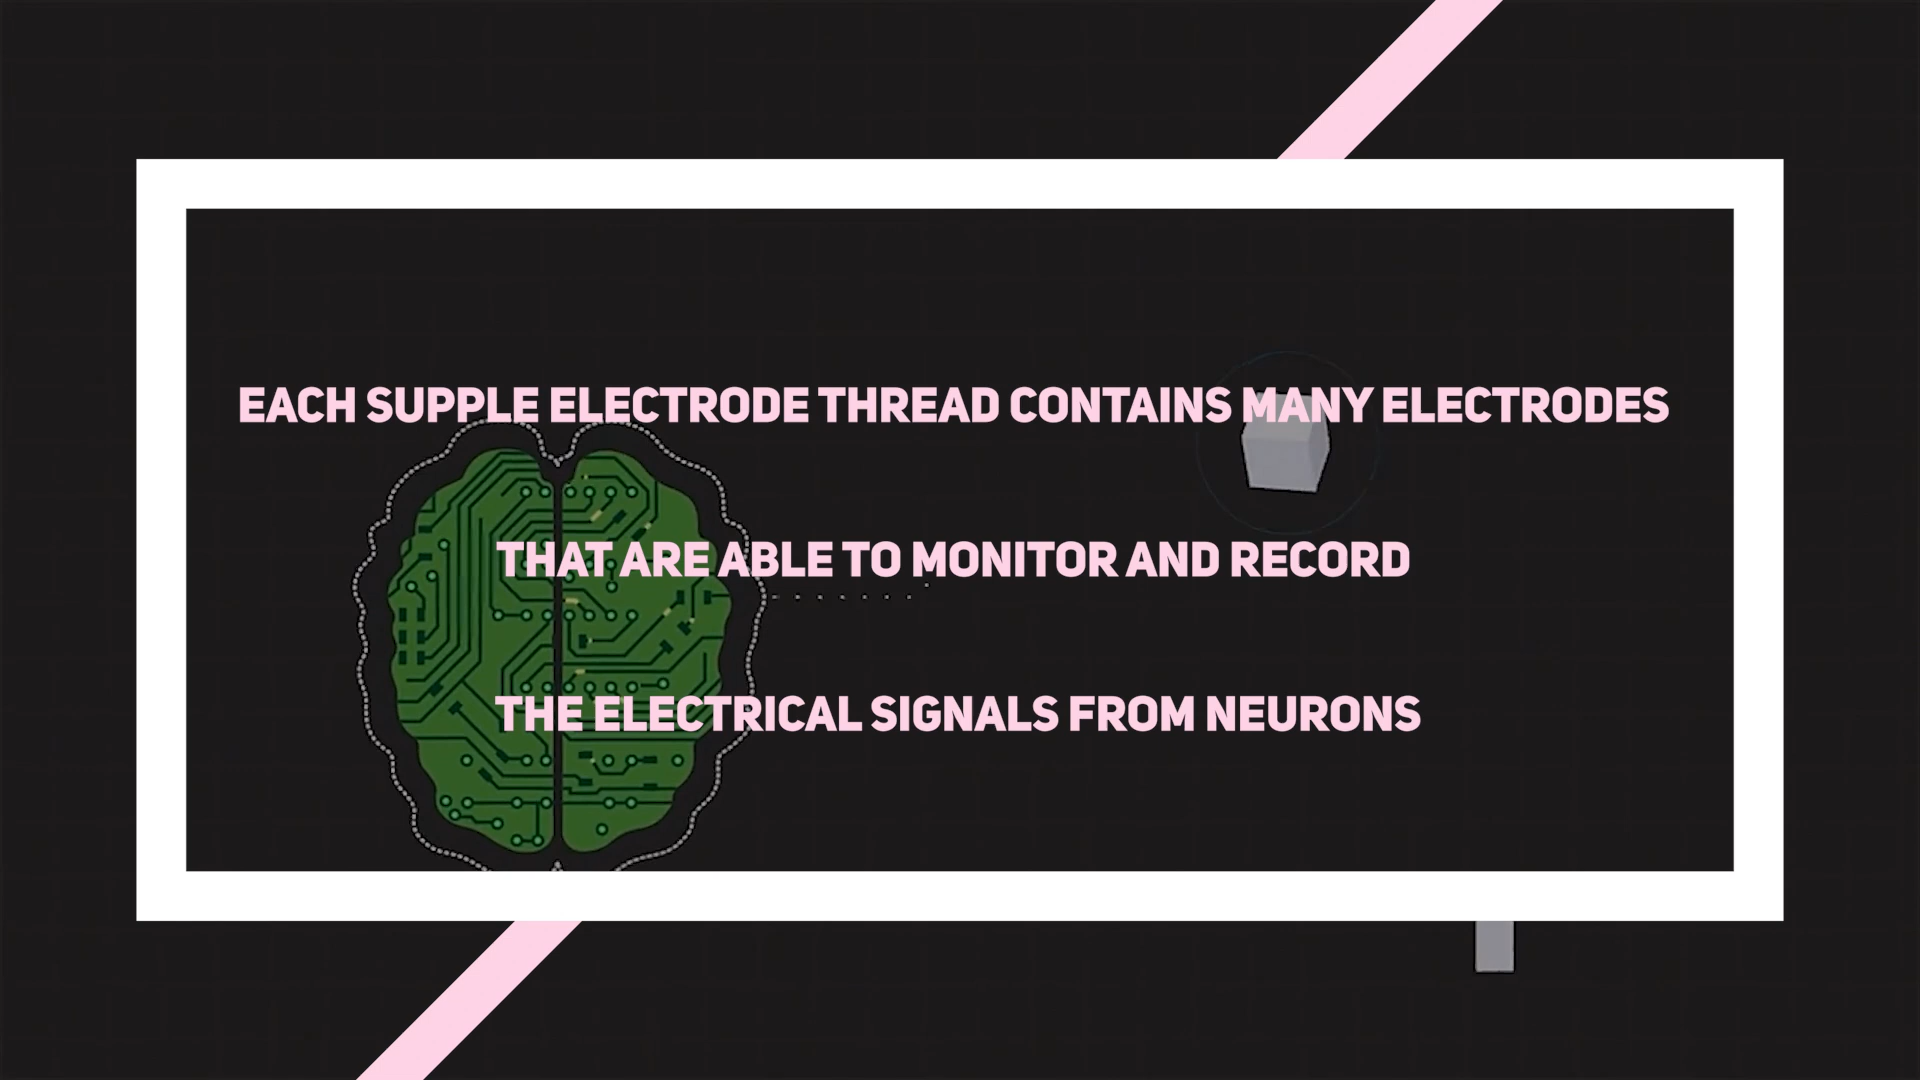 EACH SUPPLE ELECTRODE THREAD CONTAINS MANY ELECTRODES
THAT ARE ABLE TO MONITOR AND RECORD
THE ELECTRICAL SIGNALS FROM NEURONS